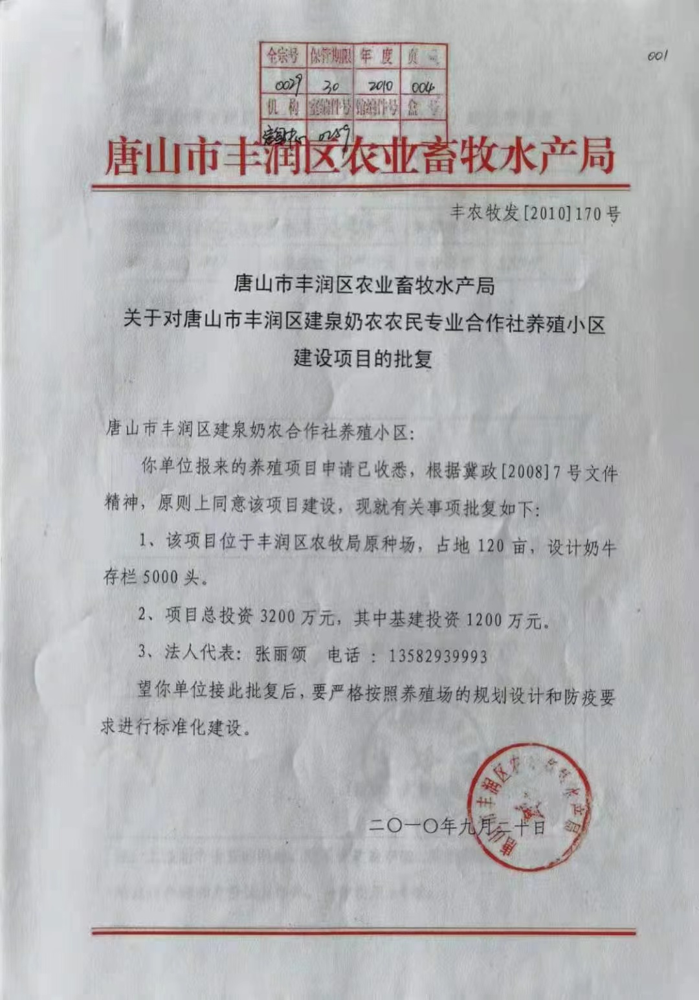 001
全宗号 保管期限 年度 页
0029 30 2010 004
机构 室编件号 馆编件号 盒号
0259
唐山市丰润区农业畜牧水产局
丰农牧发[2010]170号
唐山市丰润区农业畜牧水产局
关于对唐山市丰润区建泉奶农农民专业合作社养殖小区
建设项目的批复
唐山市丰润区建泉奶农合作社养殖小区：
你单位报来的养殖项目申请已收悉，根据冀政[2008]7号文件
精神，原则上同意该项目建设，现就有关事项批复如下：
1、该项目位于丰润区农牧局原种场，占地120亩，设计奶牛
存栏5000头。
2、项目总投资3200万元，其中基建投资1200万元。
3、法人代表：张丽颂 电话：13582939993
望你单位接此批复后，要严格按照养殖场的规划设计和防疫要
求进行标准化建设。
二〇一〇年九月二十日
唐山 丰润区农 牧水产局